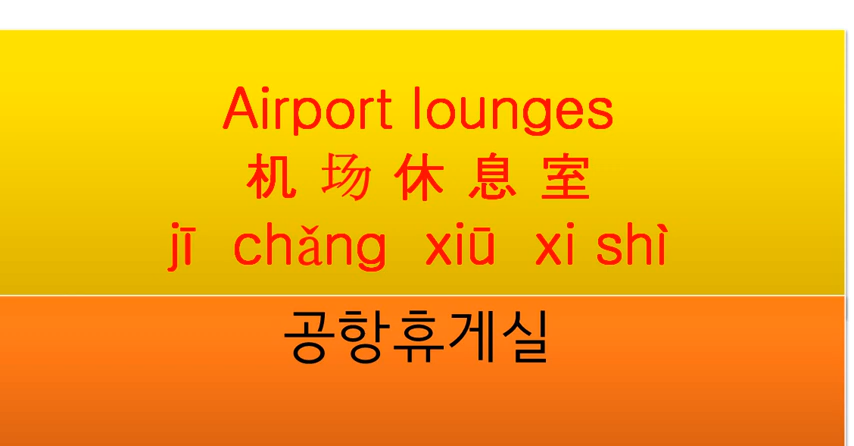 Airport lounges
机 场 休 息 室
jī chǎng xiū xi shì
공항휴게실